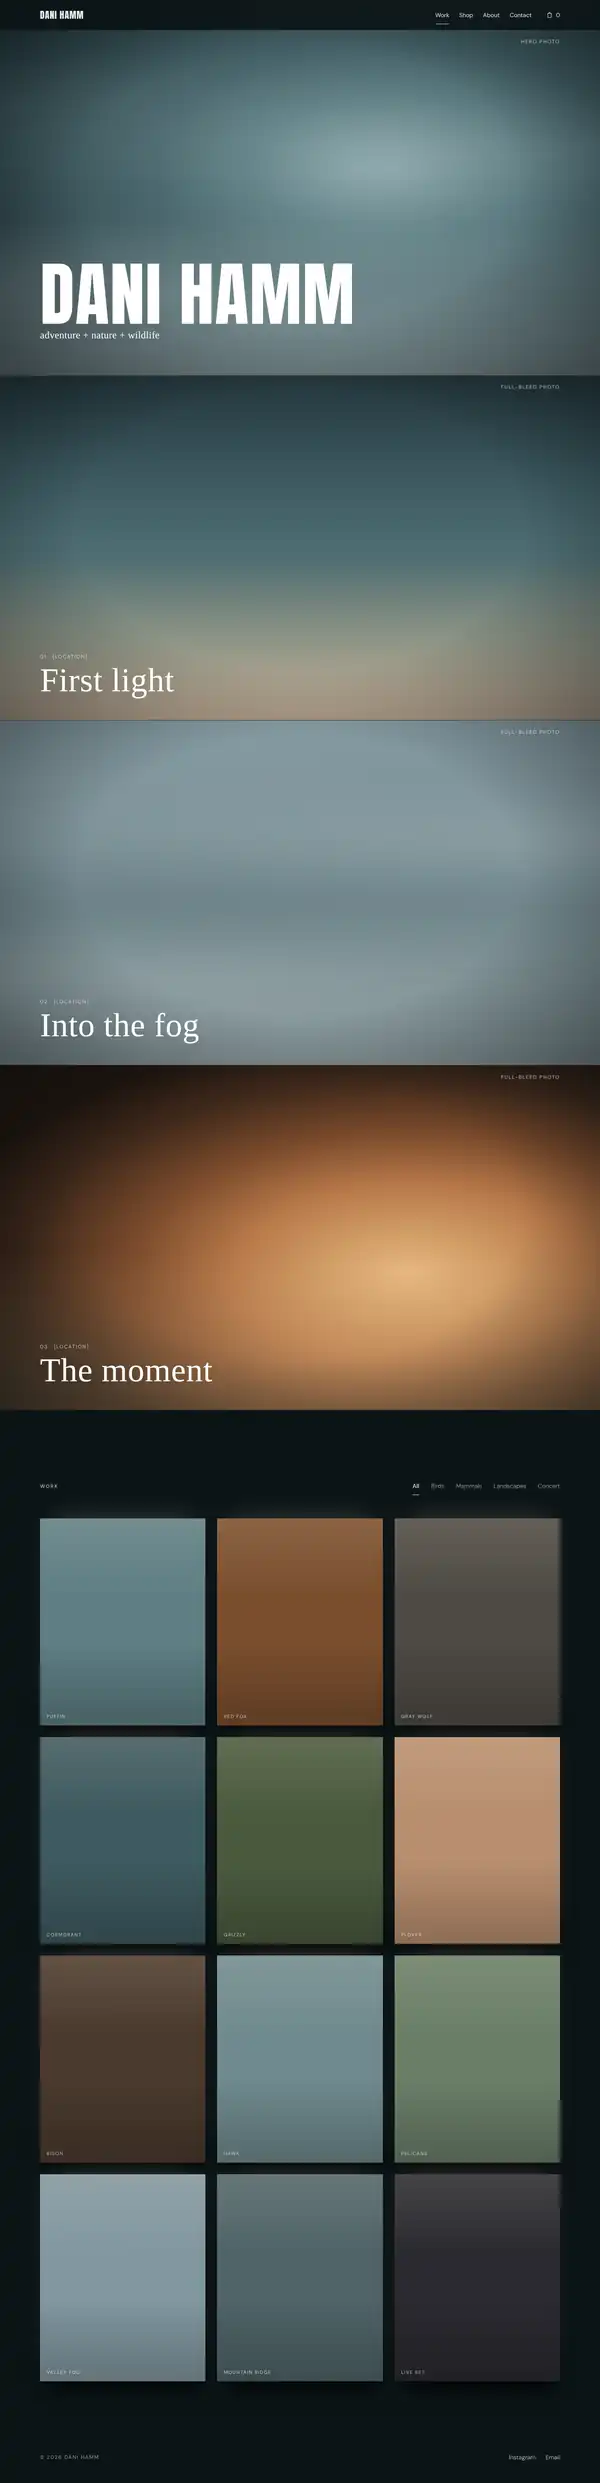 DANI HAMM
Work Shop About Contact 0
HERO PHOTO
DANI HAMM
adventure + nature + wildlife
FULL-BLEED PHOTO
01 [LOCATION]
First light
FULL-BLEED PHOTO
02 [LOCATION]
Into the fog
FULL-BLEED PHOTO
03 [LOCATION]
The moment
WORK
All Birds Mammals Landscapes Concert
PUFFIN
RED FOX
GRAY WOLF
CORMORANT
GRIZZLY
PLOVER
BISON
HAWK
PELICANS
VALLEY FOG
MOUNTAIN RIDGE
LIVE SET
© 2026 DANI HAMM
Instagram Email